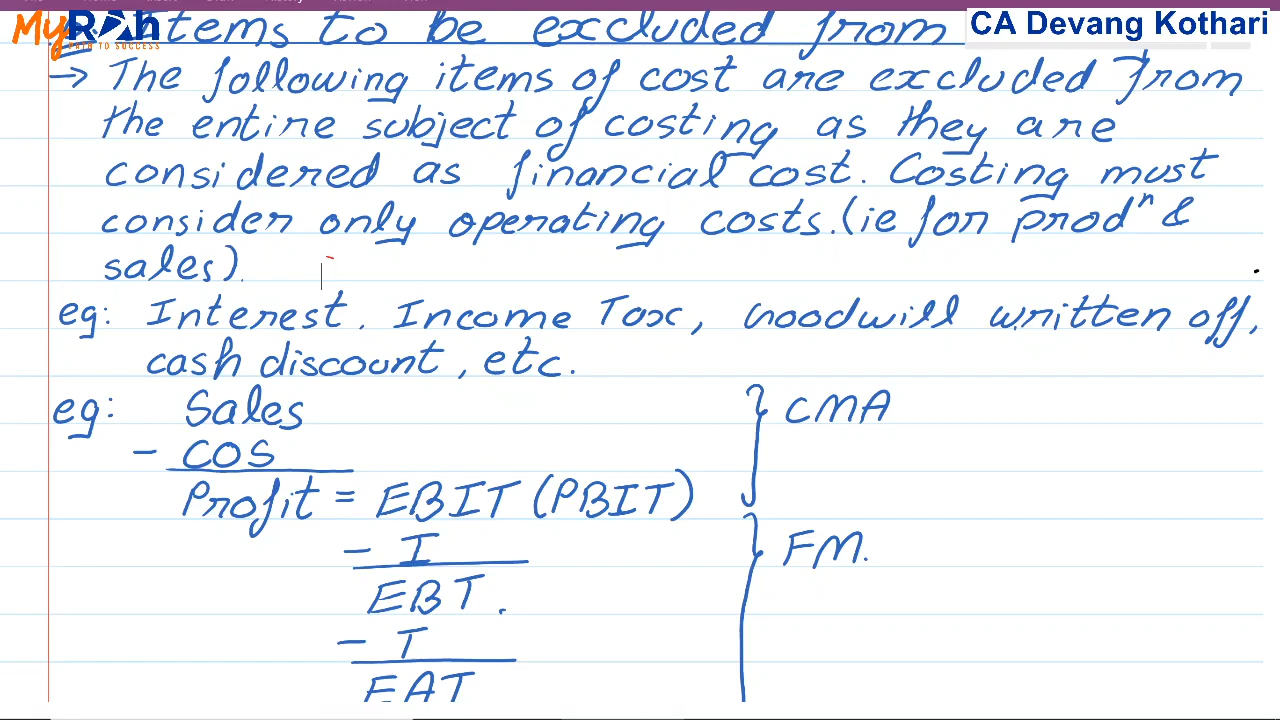 MyRah
PATH TO SUCCESS
CA Devang Kothari
Items to be excluded from
→ The following items of cost are excluded from
the entire subject of costing as they are
considered as financial cost. Costing must
consider only operating costs. (ie for prodⁿ &
sales).
eg: Interest, Income Tax, Goodwill written off,
cash discount, etc.
eg: Sales } CMA
- COS
Profit = EBIT (PBIT)
- I } FM.
EBT.
- T
EAT